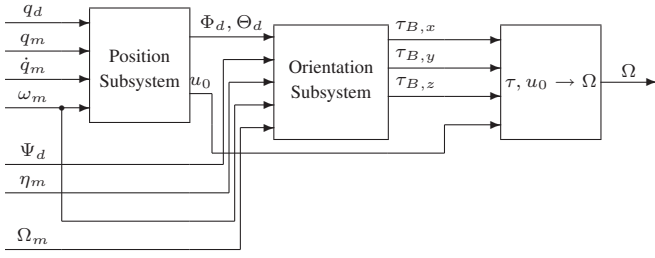 q_d
q_m
q̇_m
ω_m
Ψ_d
η_m
Ω_m
Position
Subsystem
Φ_d, Θ_d
u_0
Orientation
Subsystem
τ_{B,x}
τ_{B,y}
τ_{B,z}
τ, u_0 → Ω
Ω